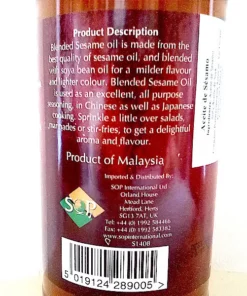 Product Description
Blended Sesame oil is made from the
best quality of sesame oil, and blended
with soya bean oil for a milder flavour
and lighter colour. Blended Sesame Oil
is used as an excellent, all purpose
seasoning, in Chinese as well as Japanese
cooking. Sprinkle a little over salads,
marinades or stir-fries, to get a delightful
aroma and flavour.
Product of Malaysia
Imported & Distributed By:
SOP International Ltd
Orland House
Mead Lane
Hertford, Herts
SG13 7AT, UK
Tel: +44 (0) 1992 584466
Fax: +44 (0) 1992 583382
www.sopinternational.com
S1408
SOP
5 019124 289005
Aceite de Sésamo